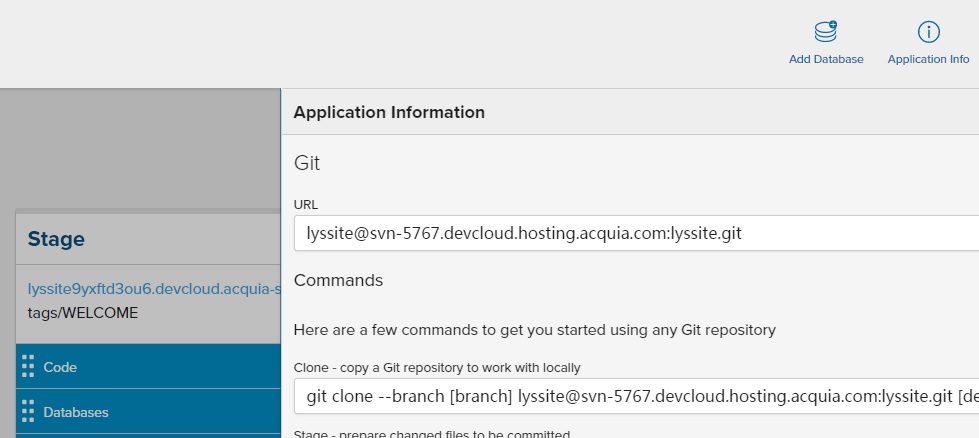 Add Database
Application Info
Application Information
Git
URL
lyssite@svn-5767.devcloud.hosting.acquia.com:lyssite.git
Stage
Commands
lyssite9yxftd3ou6.devcloud.acquia-s
tags/WELCOME
Here are a few commands to get you started using any Git repository
Code
Clone - copy a Git repository to work with locally
git clone --branch [branch] lyssite@svn-5767.devcloud.hosting.acquia.com:lyssite.git [de
Databases
Stage - prepare changed files to be committed